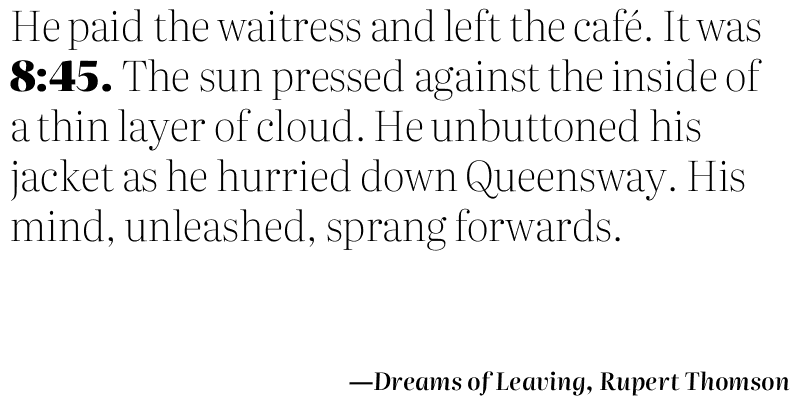 He paid the waitress and left the café. It was
8:45. The sun pressed against the inside of
a thin layer of cloud. He unbuttoned his
jacket as he hurried down Queensway. His
mind, unleashed, sprang forwards.
—Dreams of Leaving, Rupert Thomson